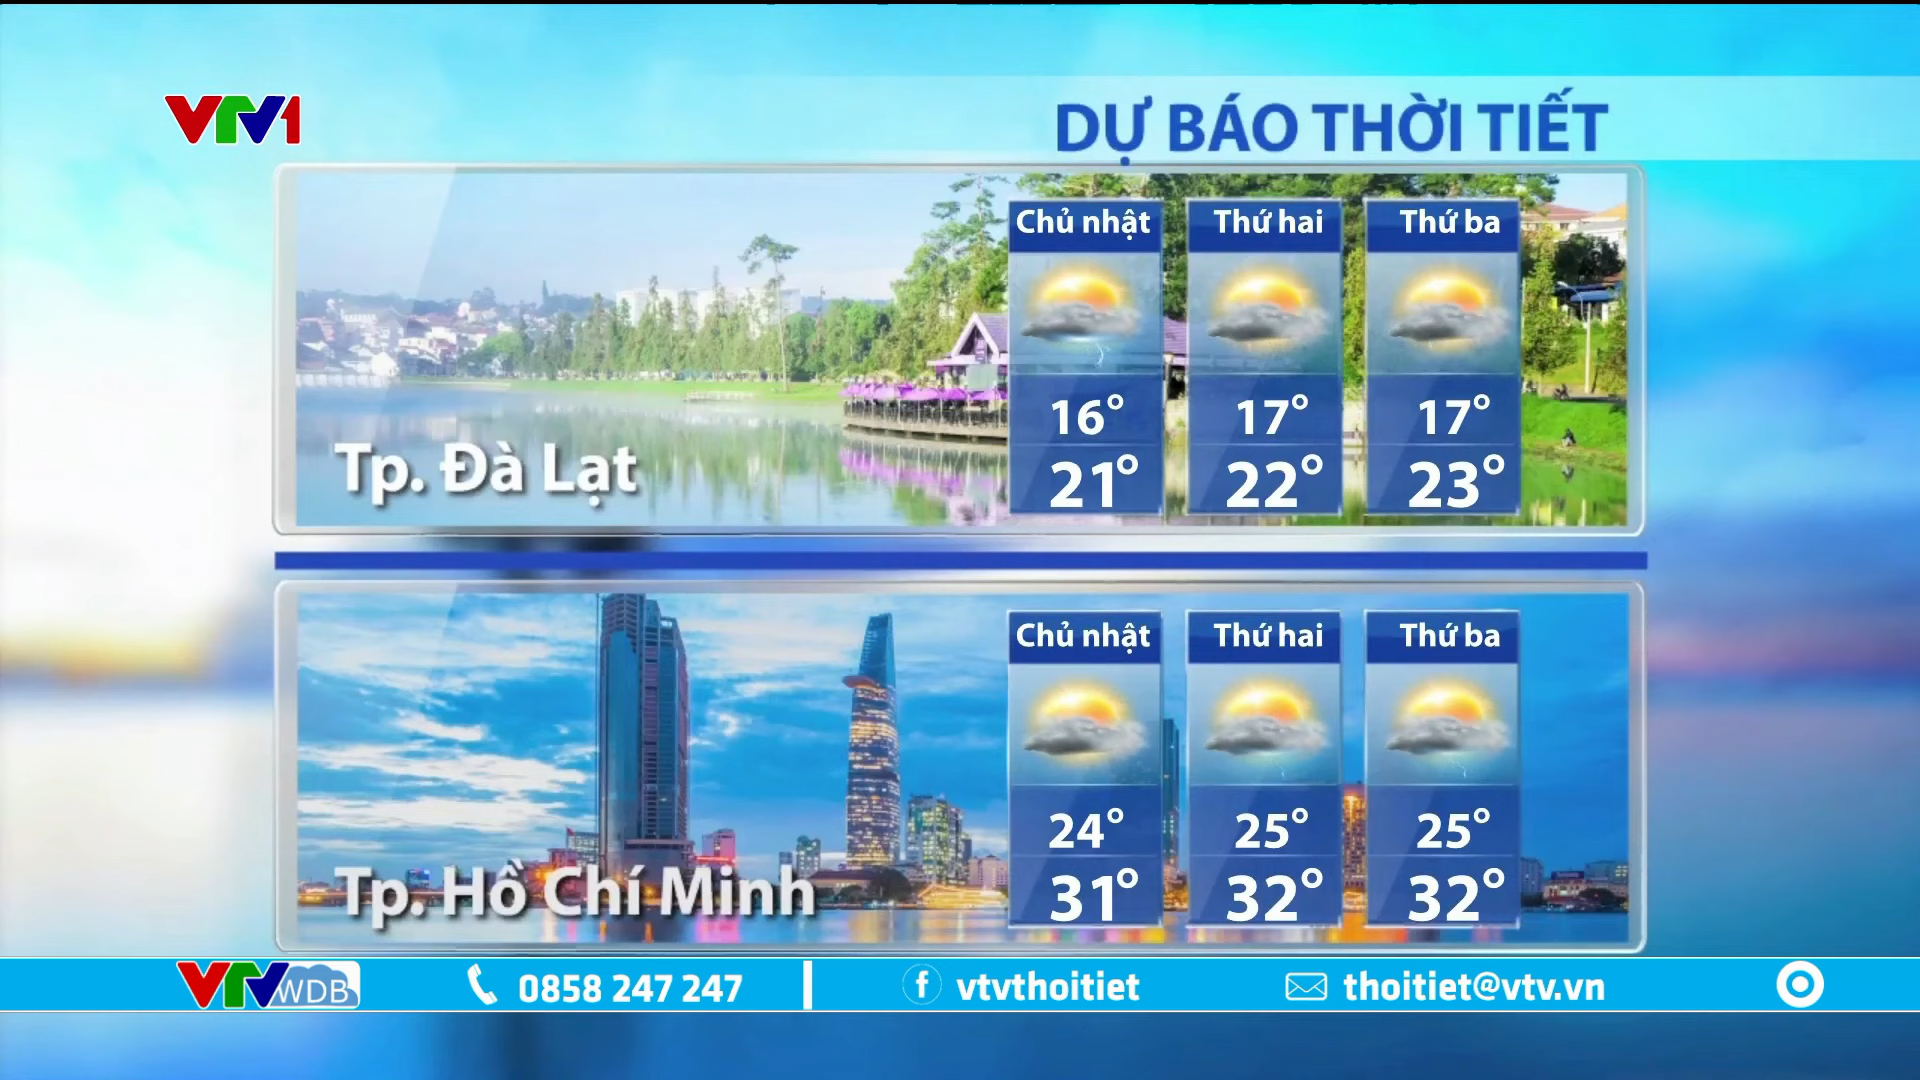 VTV1
DỰ BÁO THỜI TIẾT
Chủ nhật Thứ hai Thứ ba
16° 17° 17°
21° 22° 23°
Tp. Đà Lạt
Chủ nhật Thứ hai Thứ ba
24° 25° 25°
31° 32° 32°
Tp. Hồ Chí Minh
VTV WDB 0858 247 247 vtvthoitiet thoitiet@vtv.vn